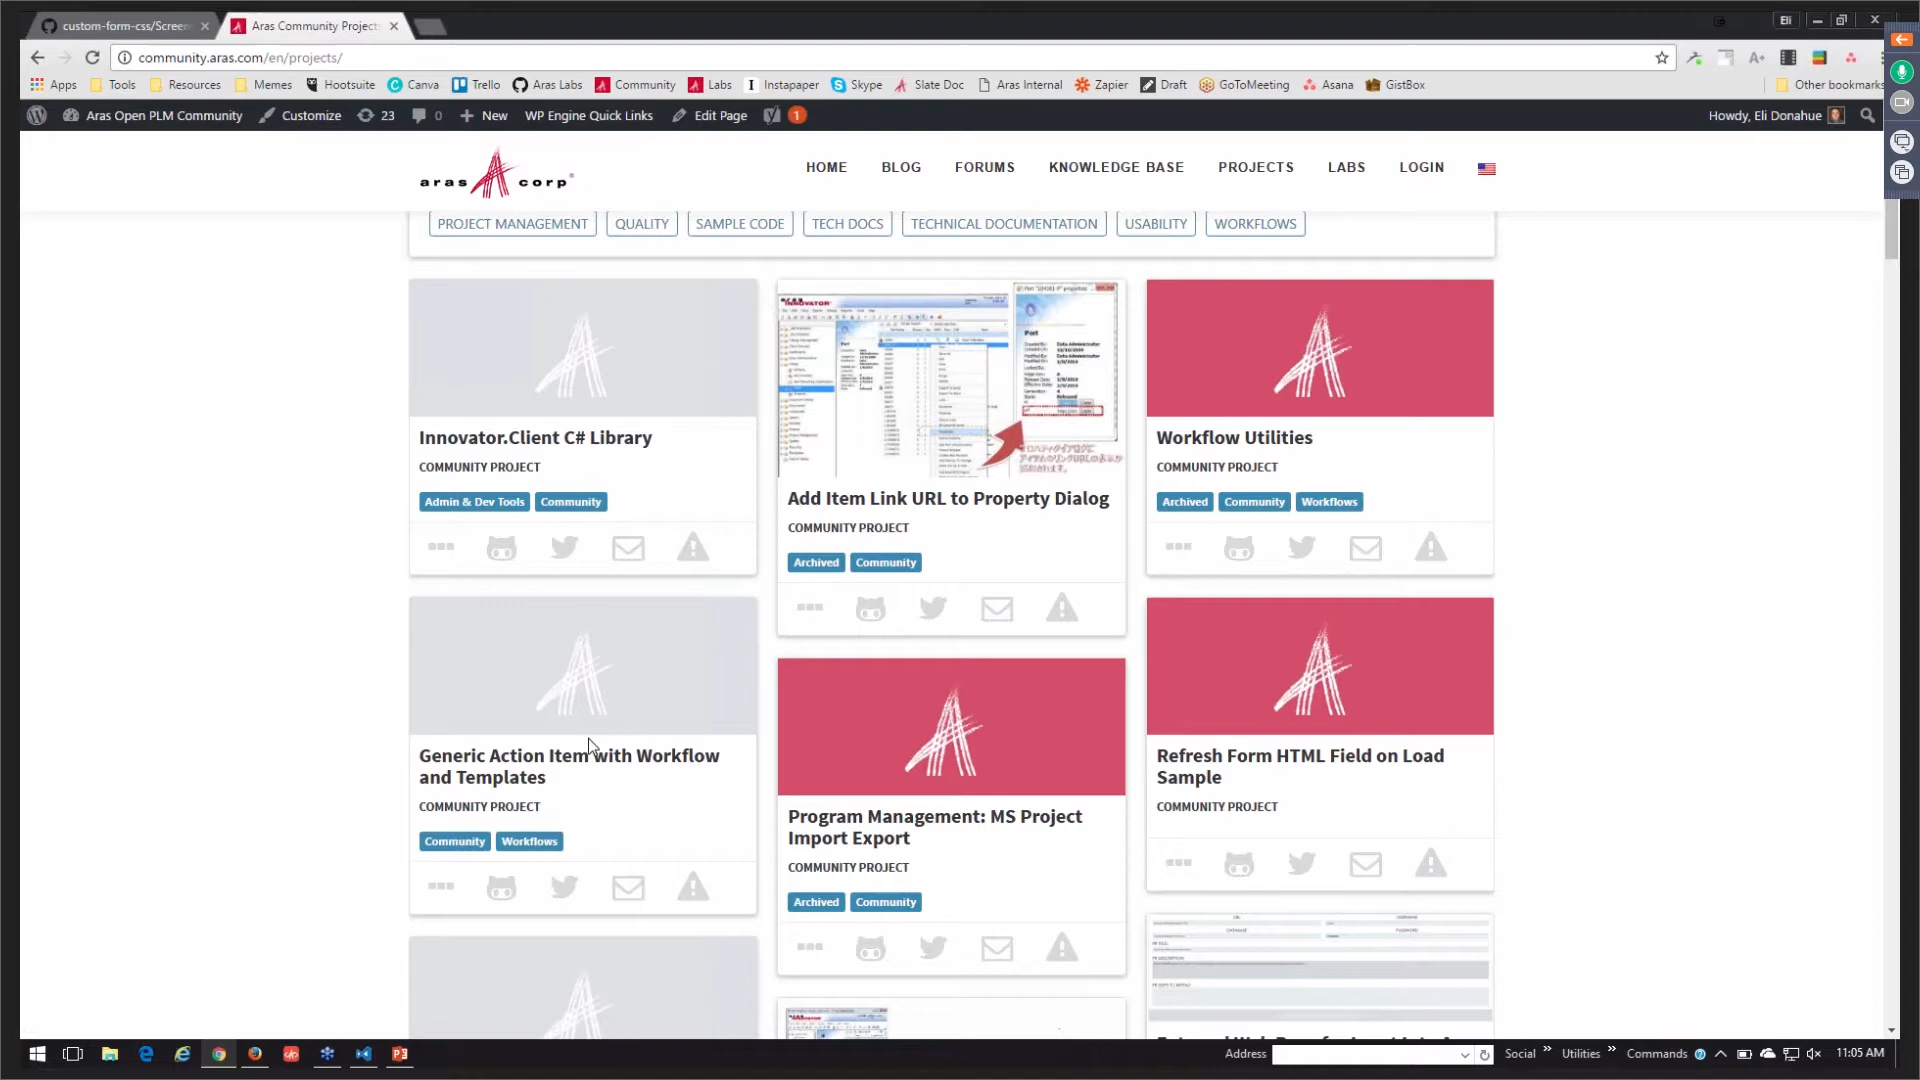 custom-form-css/Screen
Aras Community Projects
Eli
community.aras.com/en/projects/
Apps Tools Resources Memes Hootsuite Canva Trello Aras Labs Community Labs Instapaper Skype Slate Doc Aras Internal Zapier Draft GoToMeeting Asana GistBox Other bookmarks
Aras Open PLM Community Customize 23 0 New WP Engine Quick Links Edit Page 1 Howdy, Eli Donahue
aras corp
HOME BLOG FORUMS KNOWLEDGE BASE PROJECTS LABS LOGIN
PROJECT MANAGEMENT QUALITY SAMPLE CODE TECH DOCS TECHNICAL DOCUMENTATION USABILITY WORKFLOWS
Innovator.Client C# Library
COMMUNITY PROJECT
Admin & Dev Tools Community
Generic Action Item with Workflow
and Templates
COMMUNITY PROJECT
Community Workflows
Add Item Link URL to Property Dialog
COMMUNITY PROJECT
Archived Community
Program Management: MS Project
Import Export
COMMUNITY PROJECT
Archived Community
Workflow Utilities
COMMUNITY PROJECT
Archived Community Workflows
Refresh Form HTML Field on Load
Sample
COMMUNITY PROJECT
Address Social Utilities Commands 11:05 AM